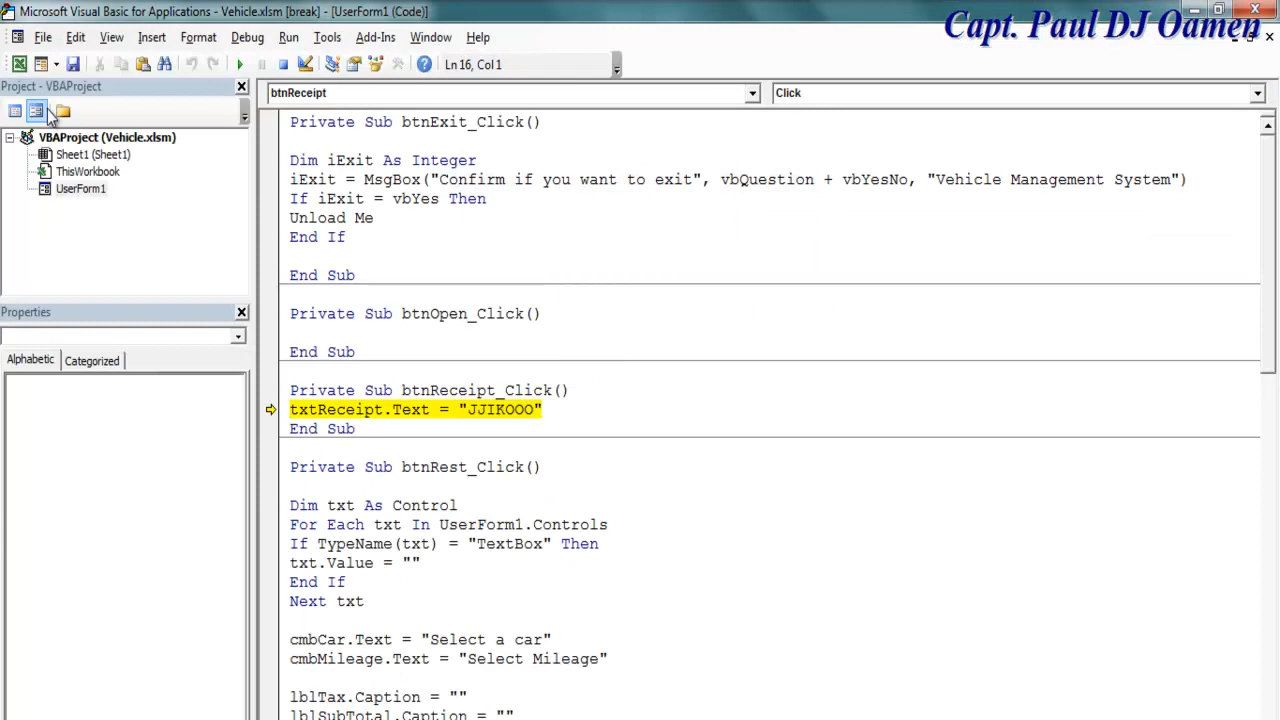 Microsoft Visual Basic for Applications - Vehicle.xlsm [break] - [UserForm1 (Code)]
Capt. Paul DJ Oamen
File Edit View Insert Format Debug Run Tools Add-Ins Window Help
Ln 16, Col 1
Project - VBAProject
btnReceipt Click
VBAProject (Vehicle.xlsm)
Sheet1 (Sheet1)
ThisWorkbook
UserForm1
Properties
Alphabetic Categorized
Private Sub btnExit_Click()
Dim iExit As Integer
iExit = MsgBox("Confirm if you want to exit", vbQuestion + vbYesNo, "Vehicle Management System")
If iExit = vbYes Then
Unload Me
End If
End Sub
Private Sub btnOpen_Click()
End Sub
Private Sub btnReceipt_Click()
txtReceipt.Text = "JJIKOOO"
End Sub
Private Sub btnRest_Click()
Dim txt As Control
For Each txt In UserForm1.Controls
If TypeName(txt) = "TextBox" Then
txt.Value = ""
End If
Next txt
cmbCar.Text = "Select a car"
cmbMileage.Text = "Select Mileage"
lblTax.Caption = ""
lblSubTotal.Caption = ""